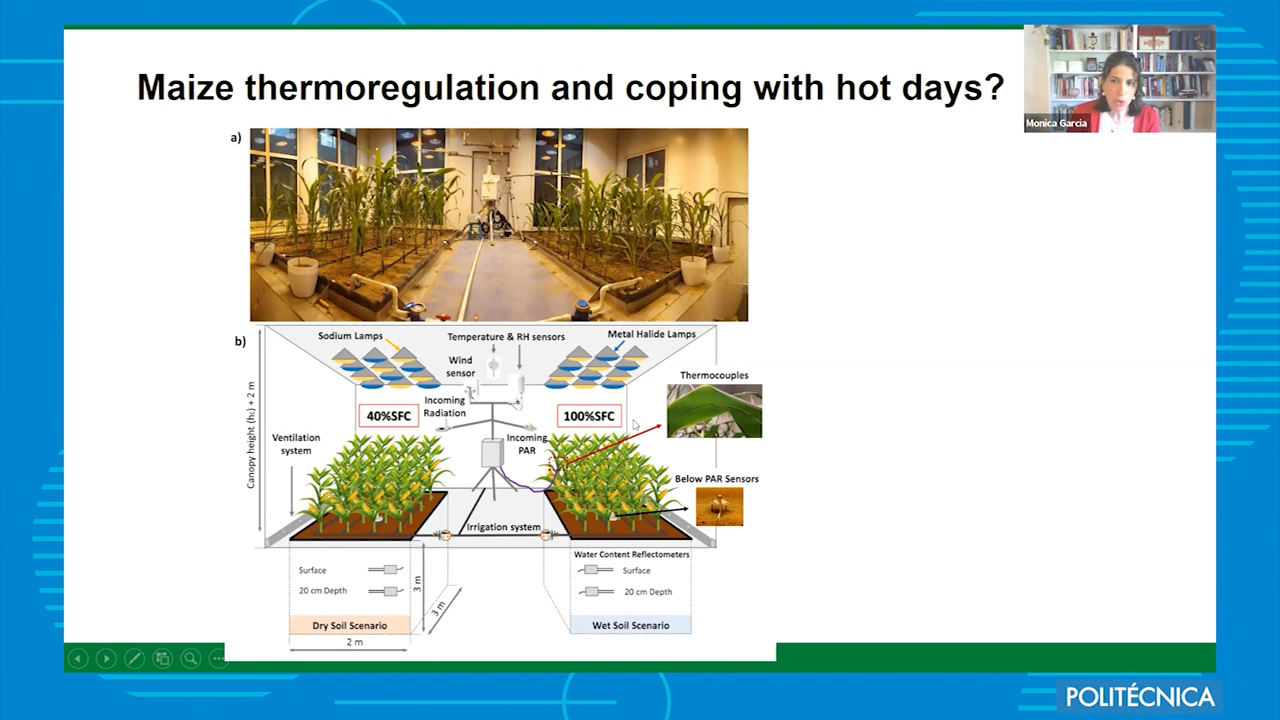 Maize thermoregulation and coping with hot days?
Monica Garcia
a)
b)
Sodium Lamps
Temperature & RH sensors
Metal Halide Lamps
Wind
sensor
Thermocouples
Incoming
Radiation
40%SFC
100%SFC
Canopy height (hc) + 2 m
Ventilation
system
Incoming
PAR
Below PAR Sensors
Irrigation system
Water Content Reflectometers
Surface
20 cm Depth
3 m
3 m
Surface
20 cm Depth
Dry Soil Scenario
Wet Soil Scenario
2 m
POLITÉCNICA